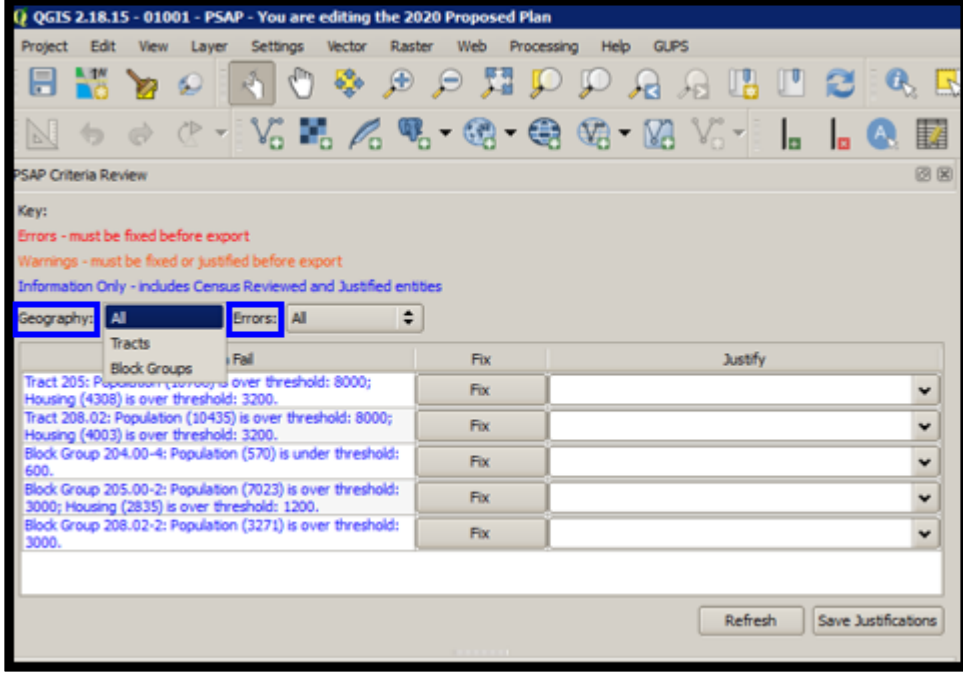 QGIS 2.18.15 - 01001 - PSAP - You are editing the 2020 Proposed Plan
Project Edit View Layer Settings Vector Raster Web Processing Help GUPS
PSAP Criteria Review
Key:
Errors - must be fixed before export
Warnings - must be fixed or justified before export
Information Only - includes Census Reviewed and Justified entities
Geography: All Errors: All
Tracts
Block Groups
Fail Fix Justify
Tract 205: is over threshold: 8000;
Housing (4308) is over threshold: 3200.
Fix
Tract 208.02: Population (10435) is over threshold: 8000;
Housing (4003) is over threshold: 3200.
Fix
Block Group 204.00-4: Population (570) is under threshold:
600.
Fix
Block Group 205.00-2: Population (7023) is over threshold:
3000; Housing (2835) is over threshold: 1200.
Fix
Block Group 208.02-2: Population (3271) is over threshold:
3000.
Fix
Refresh Save Justifications